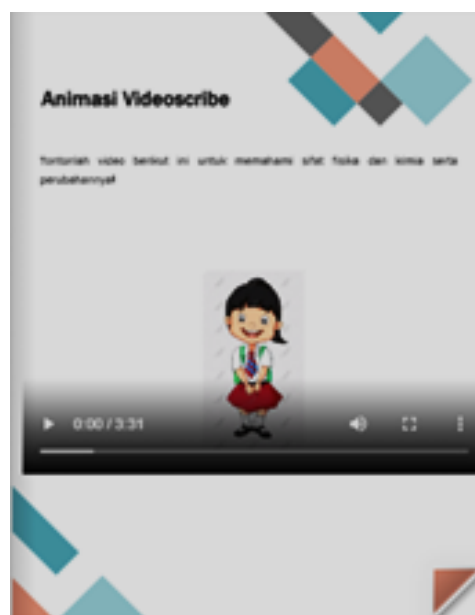 Animasi Videoscribe
Tontonlah video berikut ini untuk memahami sifat fisika dan kimia serta
perubahannya!
0:00 / 3:31